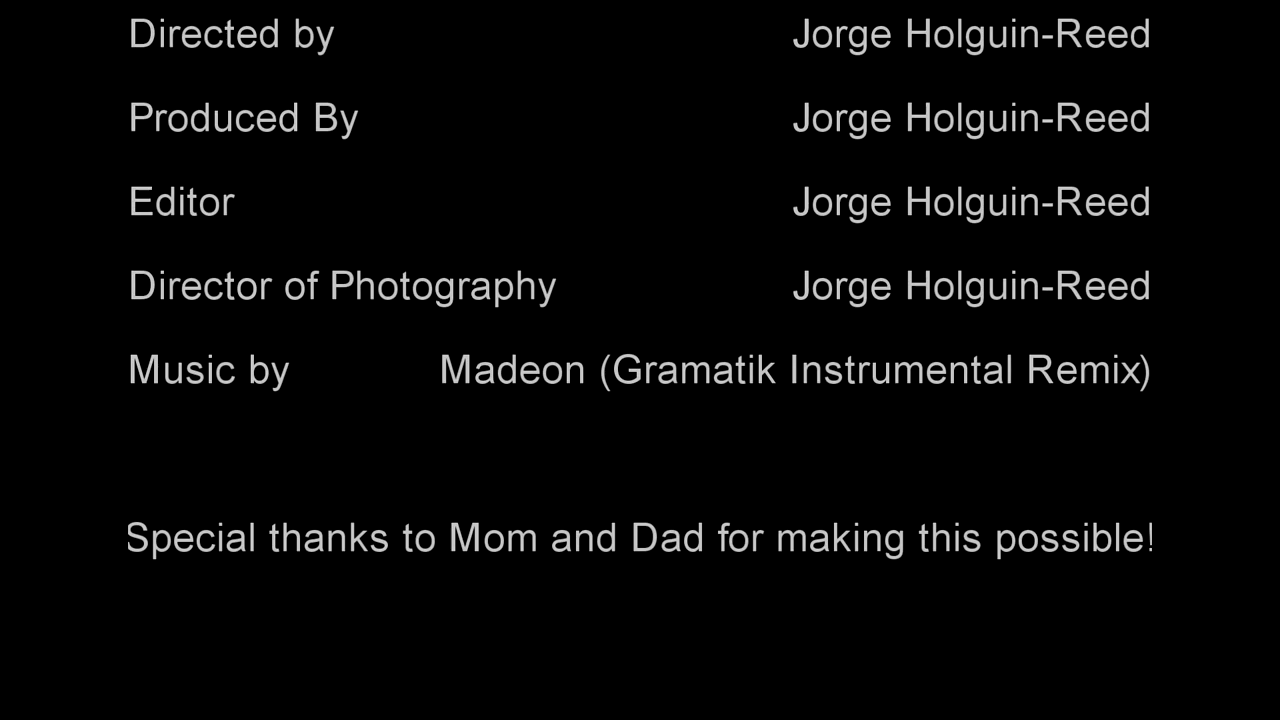 Directed by Jorge Holguin-Reed
Produced By Jorge Holguin-Reed
Editor Jorge Holguin-Reed
Director of Photography Jorge Holguin-Reed
Music by Madeon (Gramatik Instrumental Remix)
Special thanks to Mom and Dad for making this possible!